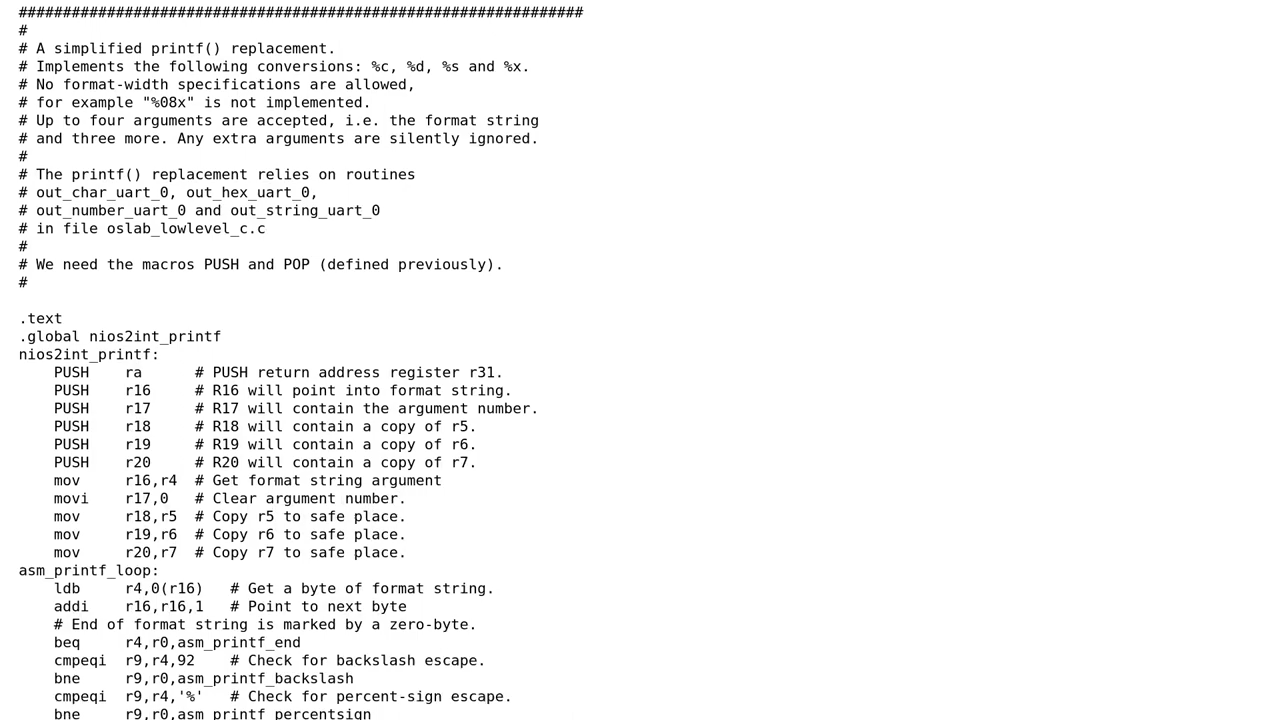 ################################################################
#
# A simplified printf() replacement.
# Implements the following conversions: %c, %d, %s and %x.
# No format-width specifications are allowed,
# for example "%08x" is not implemented.
# Up to four arguments are accepted, i.e. the format string
# and three more. Any extra arguments are silently ignored.
#
# The printf() replacement relies on routines
# out_char_uart_0, out_hex_uart_0,
# out_number_uart_0 and out_string_uart_0
# in file oslab_lowlevel_c.c
#
# We need the macros PUSH and POP (defined previously).
#

.text
.global nios2int_printf
nios2int_printf:
    PUSH    ra      # PUSH return address register r31.
    PUSH    r16     # R16 will point into format string.
    PUSH    r17     # R17 will contain the argument number.
    PUSH    r18     # R18 will contain a copy of r5.
    PUSH    r19     # R19 will contain a copy of r6.
    PUSH    r20     # R20 will contain a copy of r7.
    mov     r16,r4  # Get format string argument
    movi    r17,0   # Clear argument number.
    mov     r18,r5  # Copy r5 to safe place.
    mov     r19,r6  # Copy r6 to safe place.
    mov     r20,r7  # Copy r7 to safe place.
asm_printf_loop:
    ldb     r4,0(r16)   # Get a byte of format string.
    addi    r16,r16,1   # Point to next byte
    # End of format string is marked by a zero-byte.
    beq     r4,r0,asm_printf_end
    cmpeqi  r9,r4,92    # Check for backslash escape.
    bne     r9,r0,asm_printf_backslash
    cmpeqi  r9,r4,'%'   # Check for percent-sign escape.
    bne     r9,r0,asm_printf_percentsign